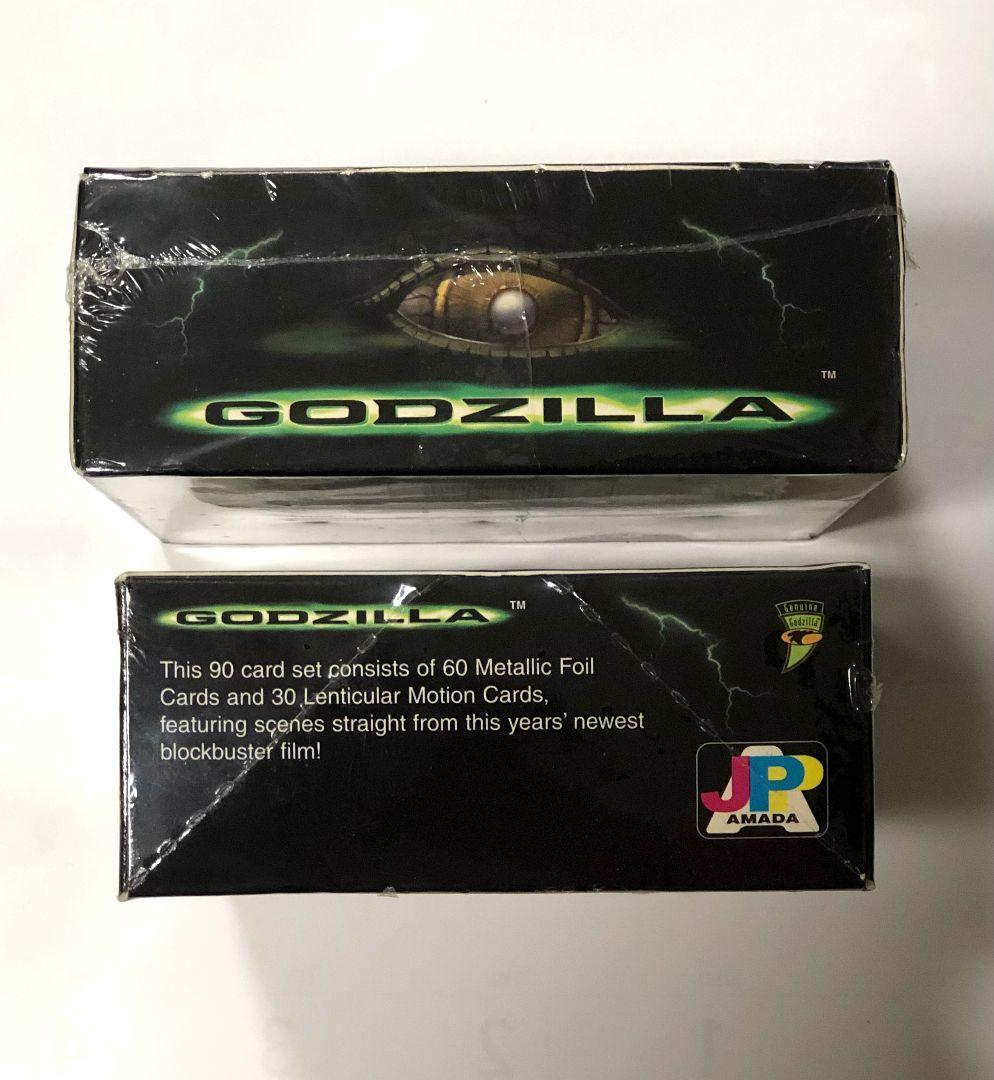 TM
GODZILLA
GODZILLA TM
Genuine
Godzilla
This 90 card set consists of 60 Metallic Foil
Cards and 30 Lenticular Motion Cards,
featuring scenes straight from this years' newest
blockbuster film!
JPP
AMADA